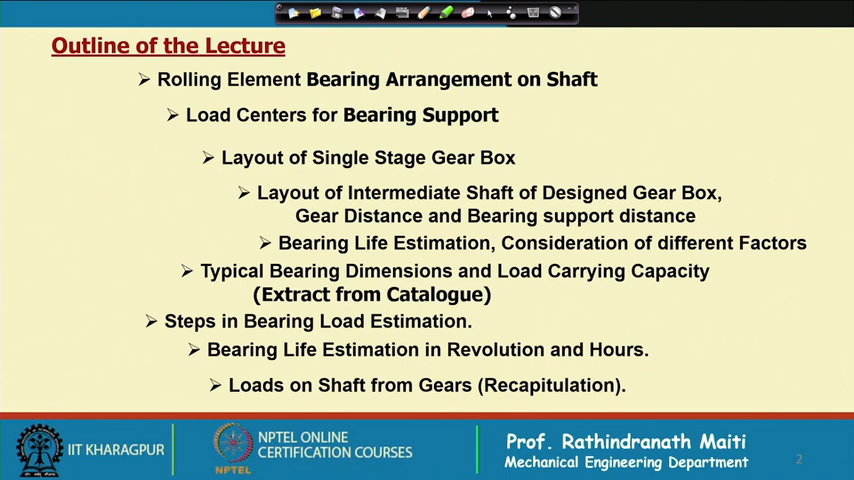 Outline of the Lecture
➢ Rolling Element Bearing Arrangement on Shaft
➢ Load Centers for Bearing Support
➢ Layout of Single Stage Gear Box
➢ Layout of Intermediate Shaft of Designed Gear Box,
Gear Distance and Bearing support distance
➢ Bearing Life Estimation, Consideration of different Factors
➢ Typical Bearing Dimensions and Load Carrying Capacity
(Extract from Catalogue)
➢ Steps in Bearing Load Estimation.
➢ Bearing Life Estimation in Revolution and Hours.
➢ Loads on Shaft from Gears (Recapitulation).
IIT KHARAGPUR
NPTEL
NPTEL ONLINE
CERTIFICATION COURSES
Prof. Rathindranath Maiti
Mechanical Engineering Department
2